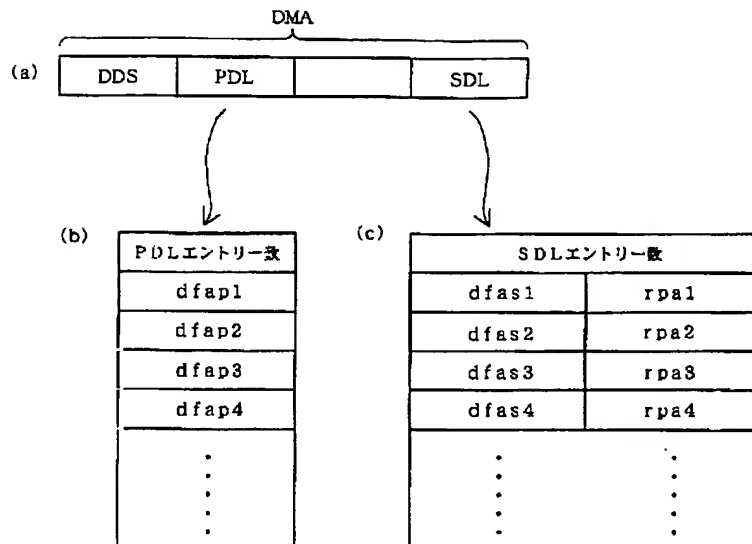 DMA
(a) DDS PDL SDL
(b) (c)
PDLエントリー数 SDLエントリー数
dfap1 dfas1 rpa1
dfap2 dfas2 rpa2
dfap3 dfas3 rpa3
dfap4 dfas4 rpa4